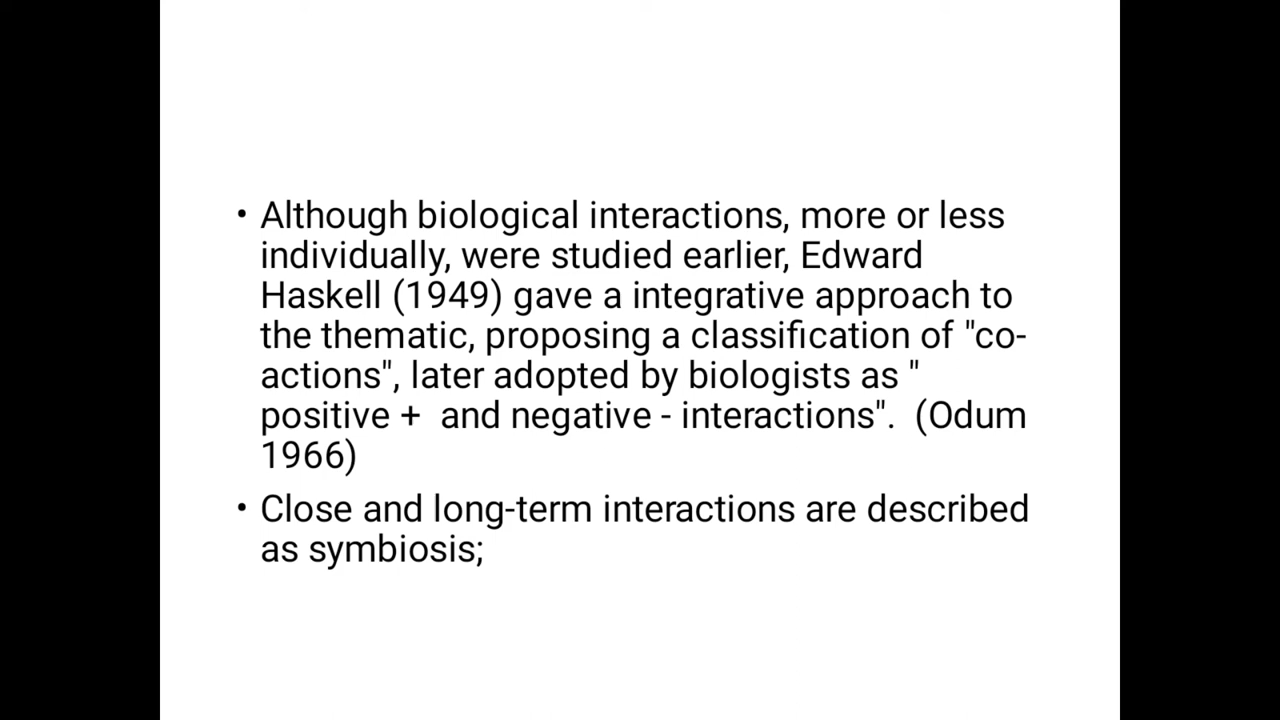 • Although biological interactions, more or less
individually, were studied earlier, Edward
Haskell (1949) gave a integrative approach to
the thematic, proposing a classification of "co-
actions", later adopted by biologists as "
positive +  and negative - interactions".  (Odum
1966)
• Close and long-term interactions are described
as symbiosis;